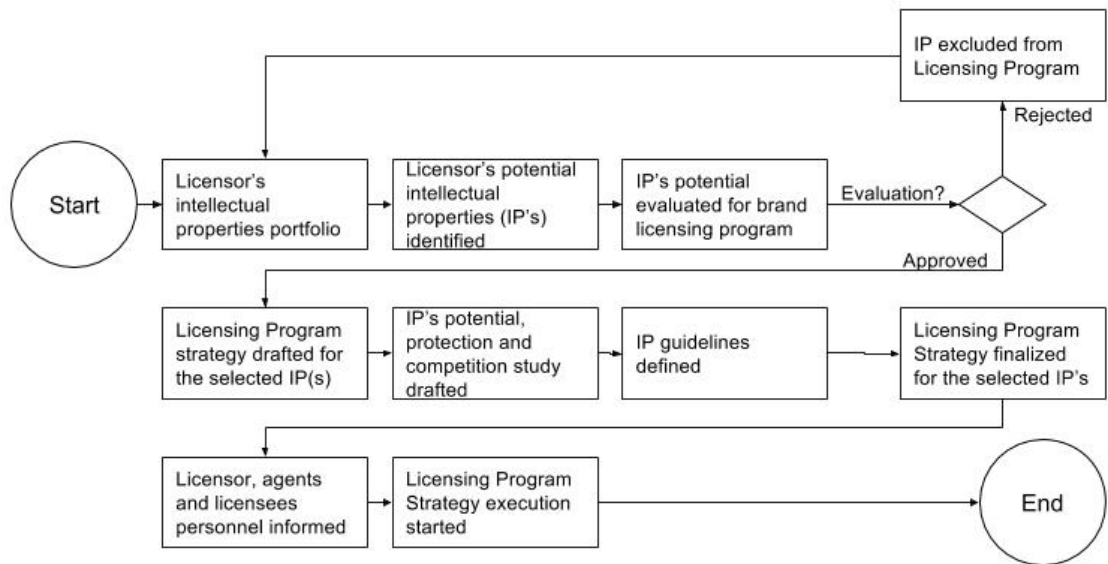 IP excluded from
Licensing Program
Rejected
Start
Licensor's
intellectual
properties portfolio
Licensor's potential
intellectual
properties (IP's)
identified
IP's potential
evaluated for brand
licensing program
Evaluation?
Approved
Licensing Program
strategy drafted for
the selected IP(s)
IP's potential,
protection and
competition study
drafted
IP guidelines
defined
Licensing Program
Strategy finalized
for the selected IP's
Licensor, agents
and licensees
personnel informed
Licensing Program
Strategy execution
started
End